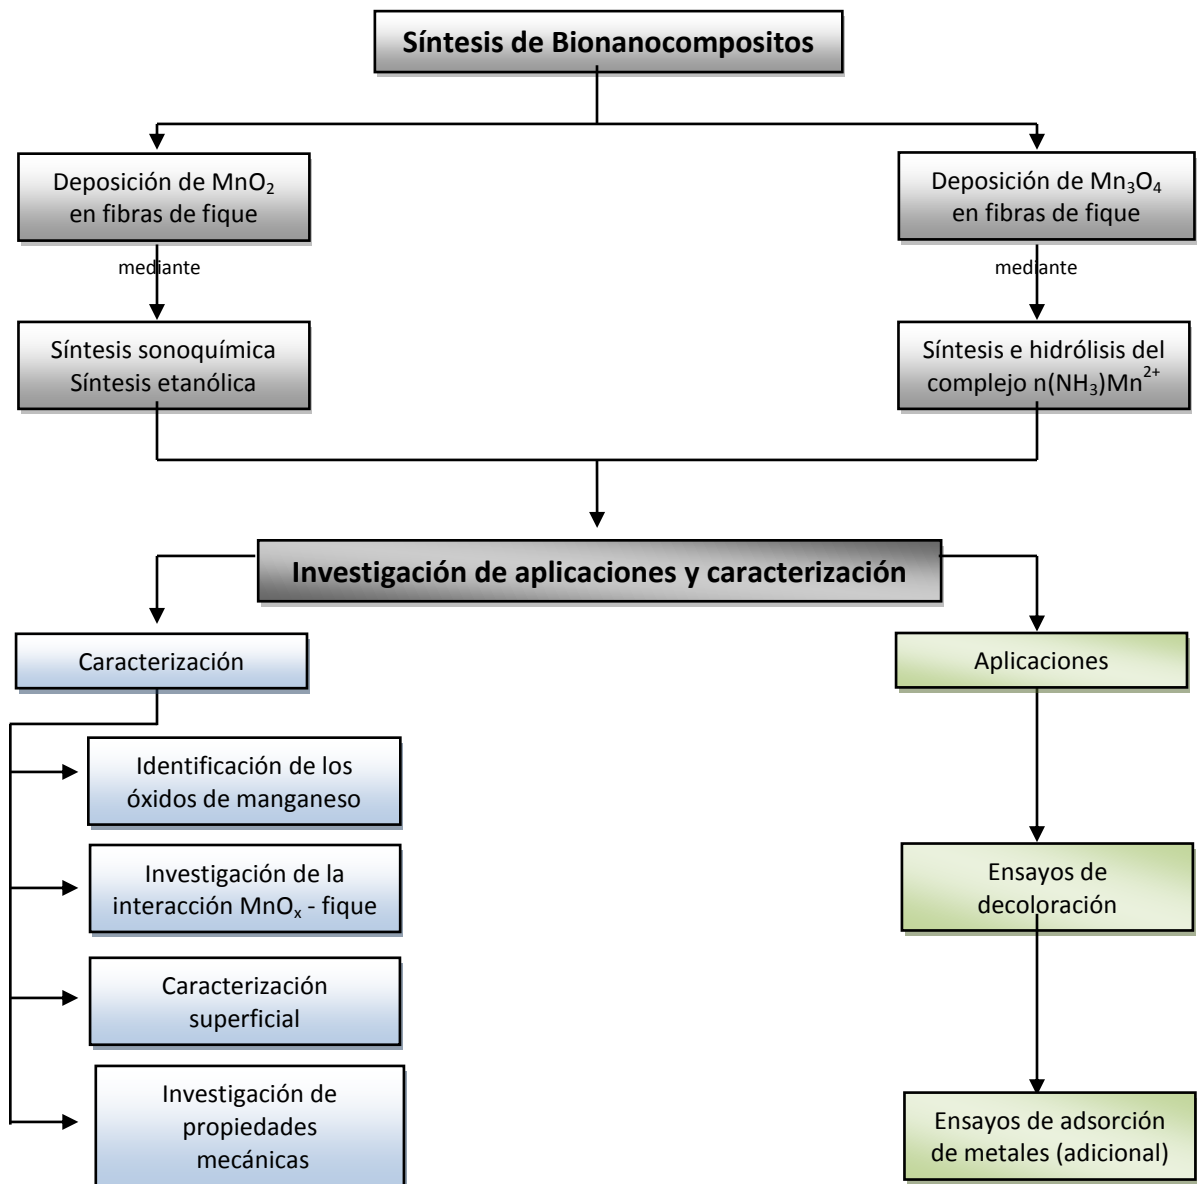 Síntesis de Bionanocompositos
Deposición de MnO₂
en fibras de fique
Deposición de Mn₃O₄
en fibras de fique
mediante
mediante
Síntesis sonoquímica
Síntesis etanólica
Síntesis e hidrólisis del
complejo n(NH₃)Mn²⁺
Investigación de aplicaciones y caracterización
Caracterización
Aplicaciones
Identificación de los
óxidos de manganeso
Investigación de la
interacción MnOₓ - fique
Caracterización
superficial
Investigación de
propiedades
mecánicas
Ensayos de
decoloración
Ensayos de adsorción
de metales (adicional)